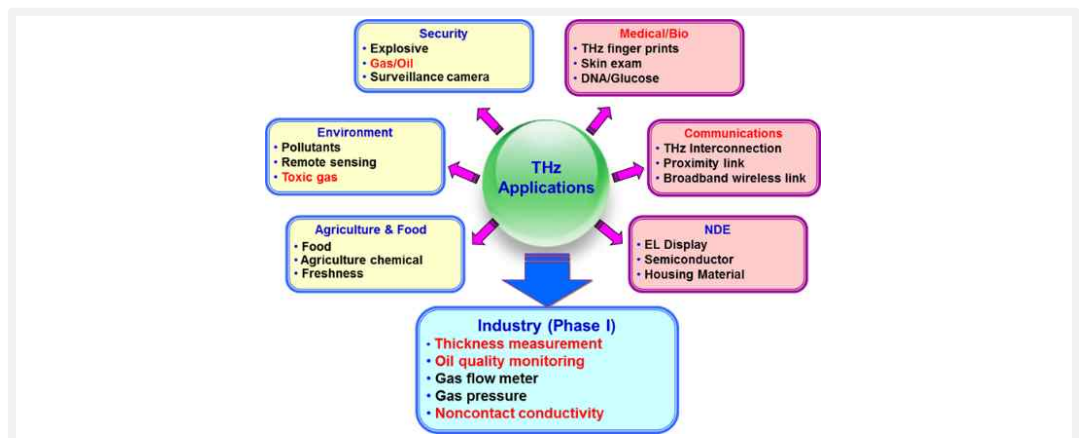 Security
• Explosive
• Gas/Oil
• Surveillance camera
Medical/Bio
• THz finger prints
• Skin exam
• DNA/Glucose
Environment
• Pollutants
• Remote sensing
• Toxic gas
THz
Applications
Communications
• THz Interconnection
• Proximity link
• Broadband wireless link
Agriculture & Food
• Food
• Agriculture chemical
• Freshness
NDE
• EL Display
• Semiconductor
• Housing Material
Industry (Phase I)
• Thickness measurement
• Oil quality monitoring
• Gas flow meter
• Gas pressure
• Noncontact conductivity